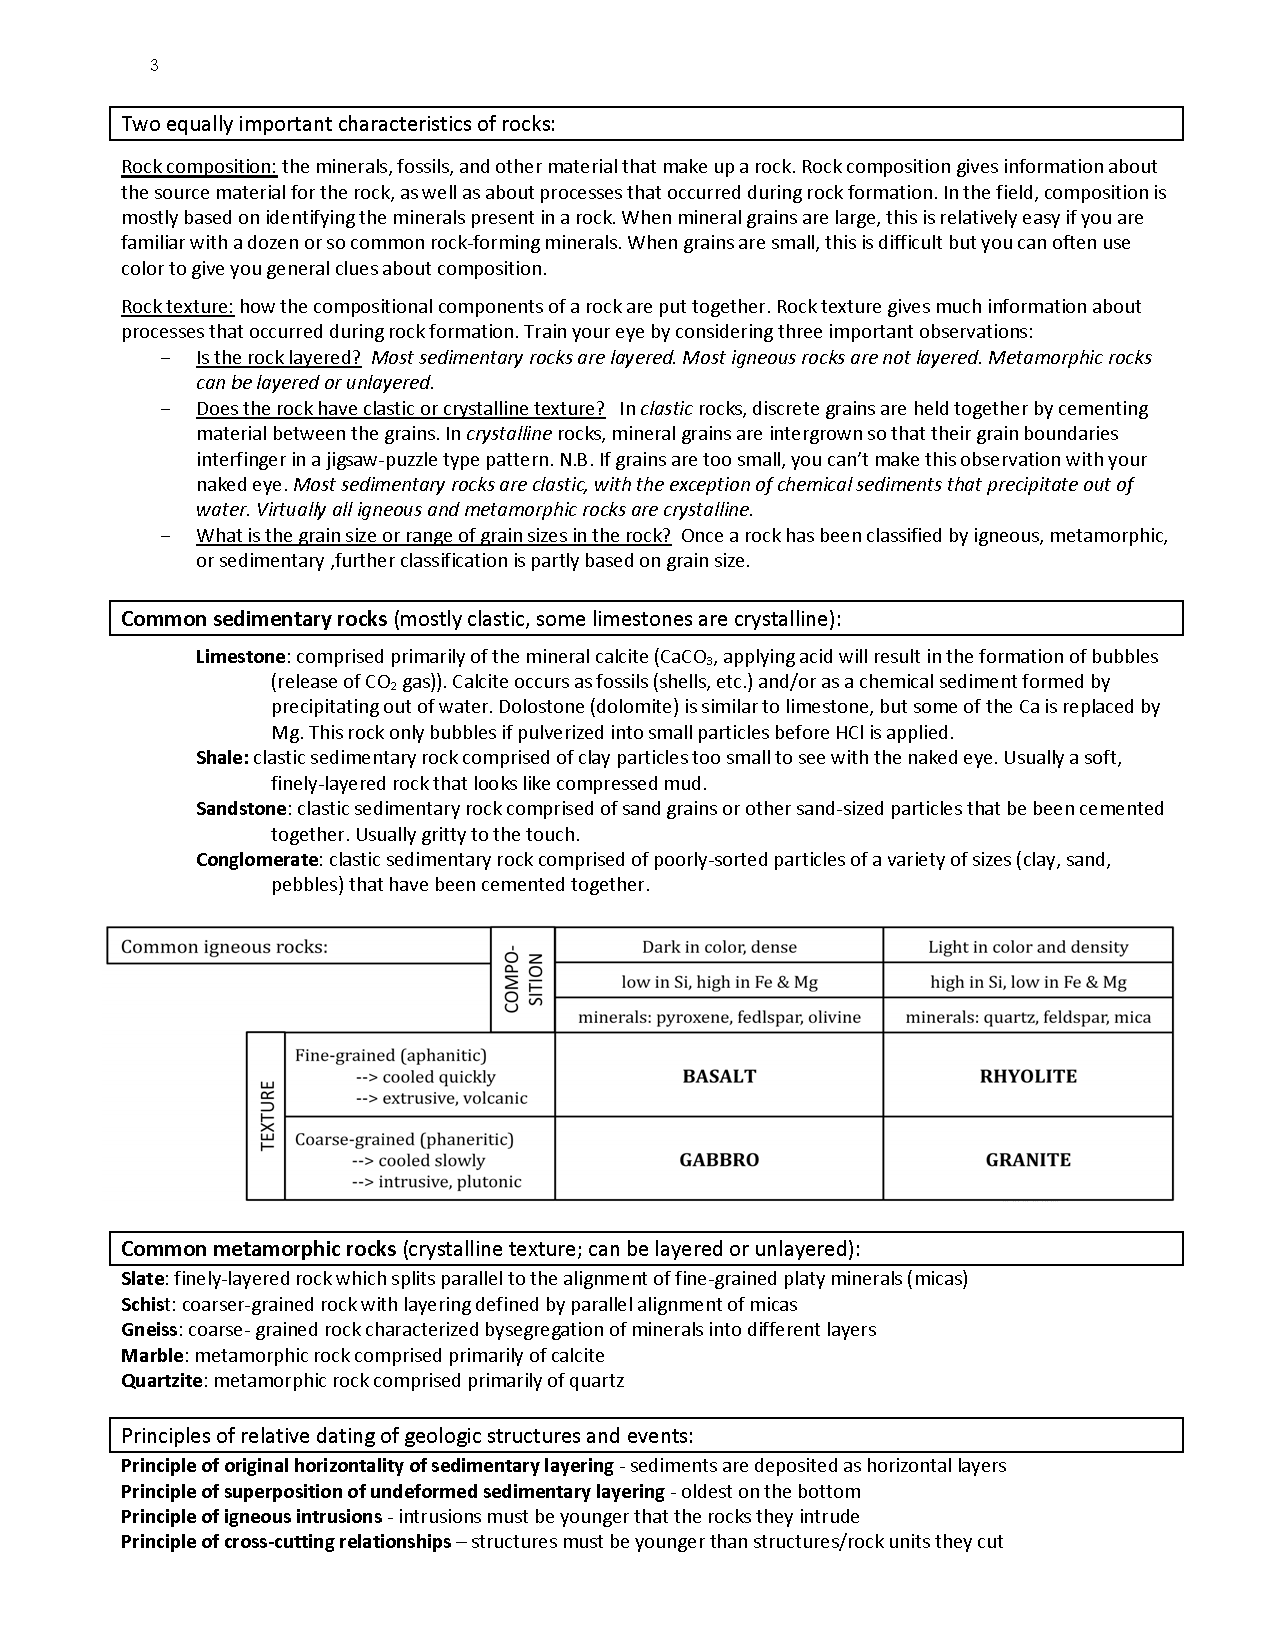 3
Two equally important characteristics of rocks:
Rock composition: the minerals, fossils, and other material that make up a rock. Rock composition gives information about
the source material for the rock, as well as about processes that occurred during rock formation. In the field, composition is
mostly based on identifying the minerals present in a rock. When mineral grains are large, this is relatively easy if you are
familiar with a dozen or so common rock-forming minerals. When grains are small, this is difficult but you can often use
color to give you general clues about composition.
Rock texture: how the compositional components of a rock are put together. Rock texture gives much information about
processes that occurred during rock formation. Train your eye by considering three important observations:
– Is the rock layered? Most sedimentary rocks are layered. Most igneous rocks are not layered. Metamorphic rocks
can be layered or unlayered.
– Does the rock have clastic or crystalline texture? In clastic rocks, discrete grains are held together by cementing
material between the grains. In crystalline rocks, mineral grains are intergrown so that their grain boundaries
interfinger in a jigsaw-puzzle type pattern. N.B. If grains are too small, you can't make this observation with your
naked eye. Most sedimentary rocks are clastic, with the exception of chemical sediments that precipitate out of
water. Virtually all igneous and metamorphic rocks are crystalline.
– What is the grain size or range of grain sizes in the rock? Once a rock has been classified by igneous, metamorphic,
or sedimentary ,further classification is partly based on grain size.
Common sedimentary rocks (mostly clastic, some limestones are crystalline):
Limestone: comprised primarily of the mineral calcite (CaCO₃, applying acid will result in the formation of bubbles
(release of CO₂ gas)). Calcite occurs as fossils (shells, etc.) and/or as a chemical sediment formed by
precipitating out of water. Dolostone (dolomite) is similar to limestone, but some of the Ca is replaced by
Mg. This rock only bubbles if pulverized into small particles before HCl is applied.
Shale: clastic sedimentary rock comprised of clay particles too small to see with the naked eye. Usually a soft,
finely-layered rock that looks like compressed mud.
Sandstone: clastic sedimentary rock comprised of sand grains or other sand-sized particles that be been cemented
together. Usually gritty to the touch.
Conglomerate: clastic sedimentary rock comprised of poorly-sorted particles of a variety of sizes (clay, sand,
pebbles) that have been cemented together.
Common igneous rocks:
COMPO-
SITION
Dark in color, dense
Light in color and density
low in Si, high in Fe & Mg
high in Si, low in Fe & Mg
minerals: pyroxene, fedlspar, olivine
minerals: quartz, feldspar, mica
TEXTURE
Fine-grained (aphanitic)
--> cooled quickly
--> extrusive, volcanic
BASALT
RHYOLITE
Coarse-grained (phaneritic)
--> cooled slowly
--> intrusive, plutonic
GABBRO
GRANITE
Common metamorphic rocks (crystalline texture; can be layered or unlayered):
Slate: finely-layered rock which splits parallel to the alignment of fine-grained platy minerals (micas)
Schist: coarser-grained rock with layering defined by parallel alignment of micas
Gneiss: coarse- grained rock characterized bysegregation of minerals into different layers
Marble: metamorphic rock comprised primarily of calcite
Quartzite: metamorphic rock comprised primarily of quartz
Principles of relative dating of geologic structures and events:
Principle of original horizontality of sedimentary layering - sediments are deposited as horizontal layers
Principle of superposition of undeformed sedimentary layering - oldest on the bottom
Principle of igneous intrusions - intrusions must be younger that the rocks they intrude
Principle of cross-cutting relationships – structures must be younger than structures/rock units they cut